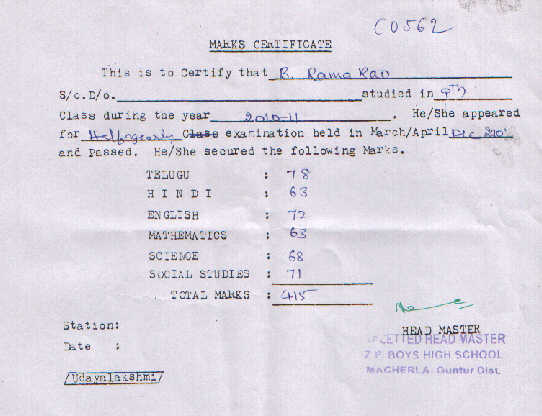 C0562
MARKS CERTIFICATE
This is to Certify that B. Rama Rao
S/o.D/o. studied in 9th
Class during the year 2010-11 . He/She appeared
for Halfyearly Class examination held in March/April Dec
and Passed. He/She secured the following Marks.
TELUGU : 78
HINDI : 63
ENGLISH : 72
MATHEMATICS : 63
SCIENCE : 68
SOCIAL STUDIES : 71
TOTAL MARKS : 415
Station:
HEAD MASTER
Date :
HEAD MASTER
Z.P. BOYS HIGH SCHOOL
MACHERLA, Guntur Dist.
/Udayalakshmi/